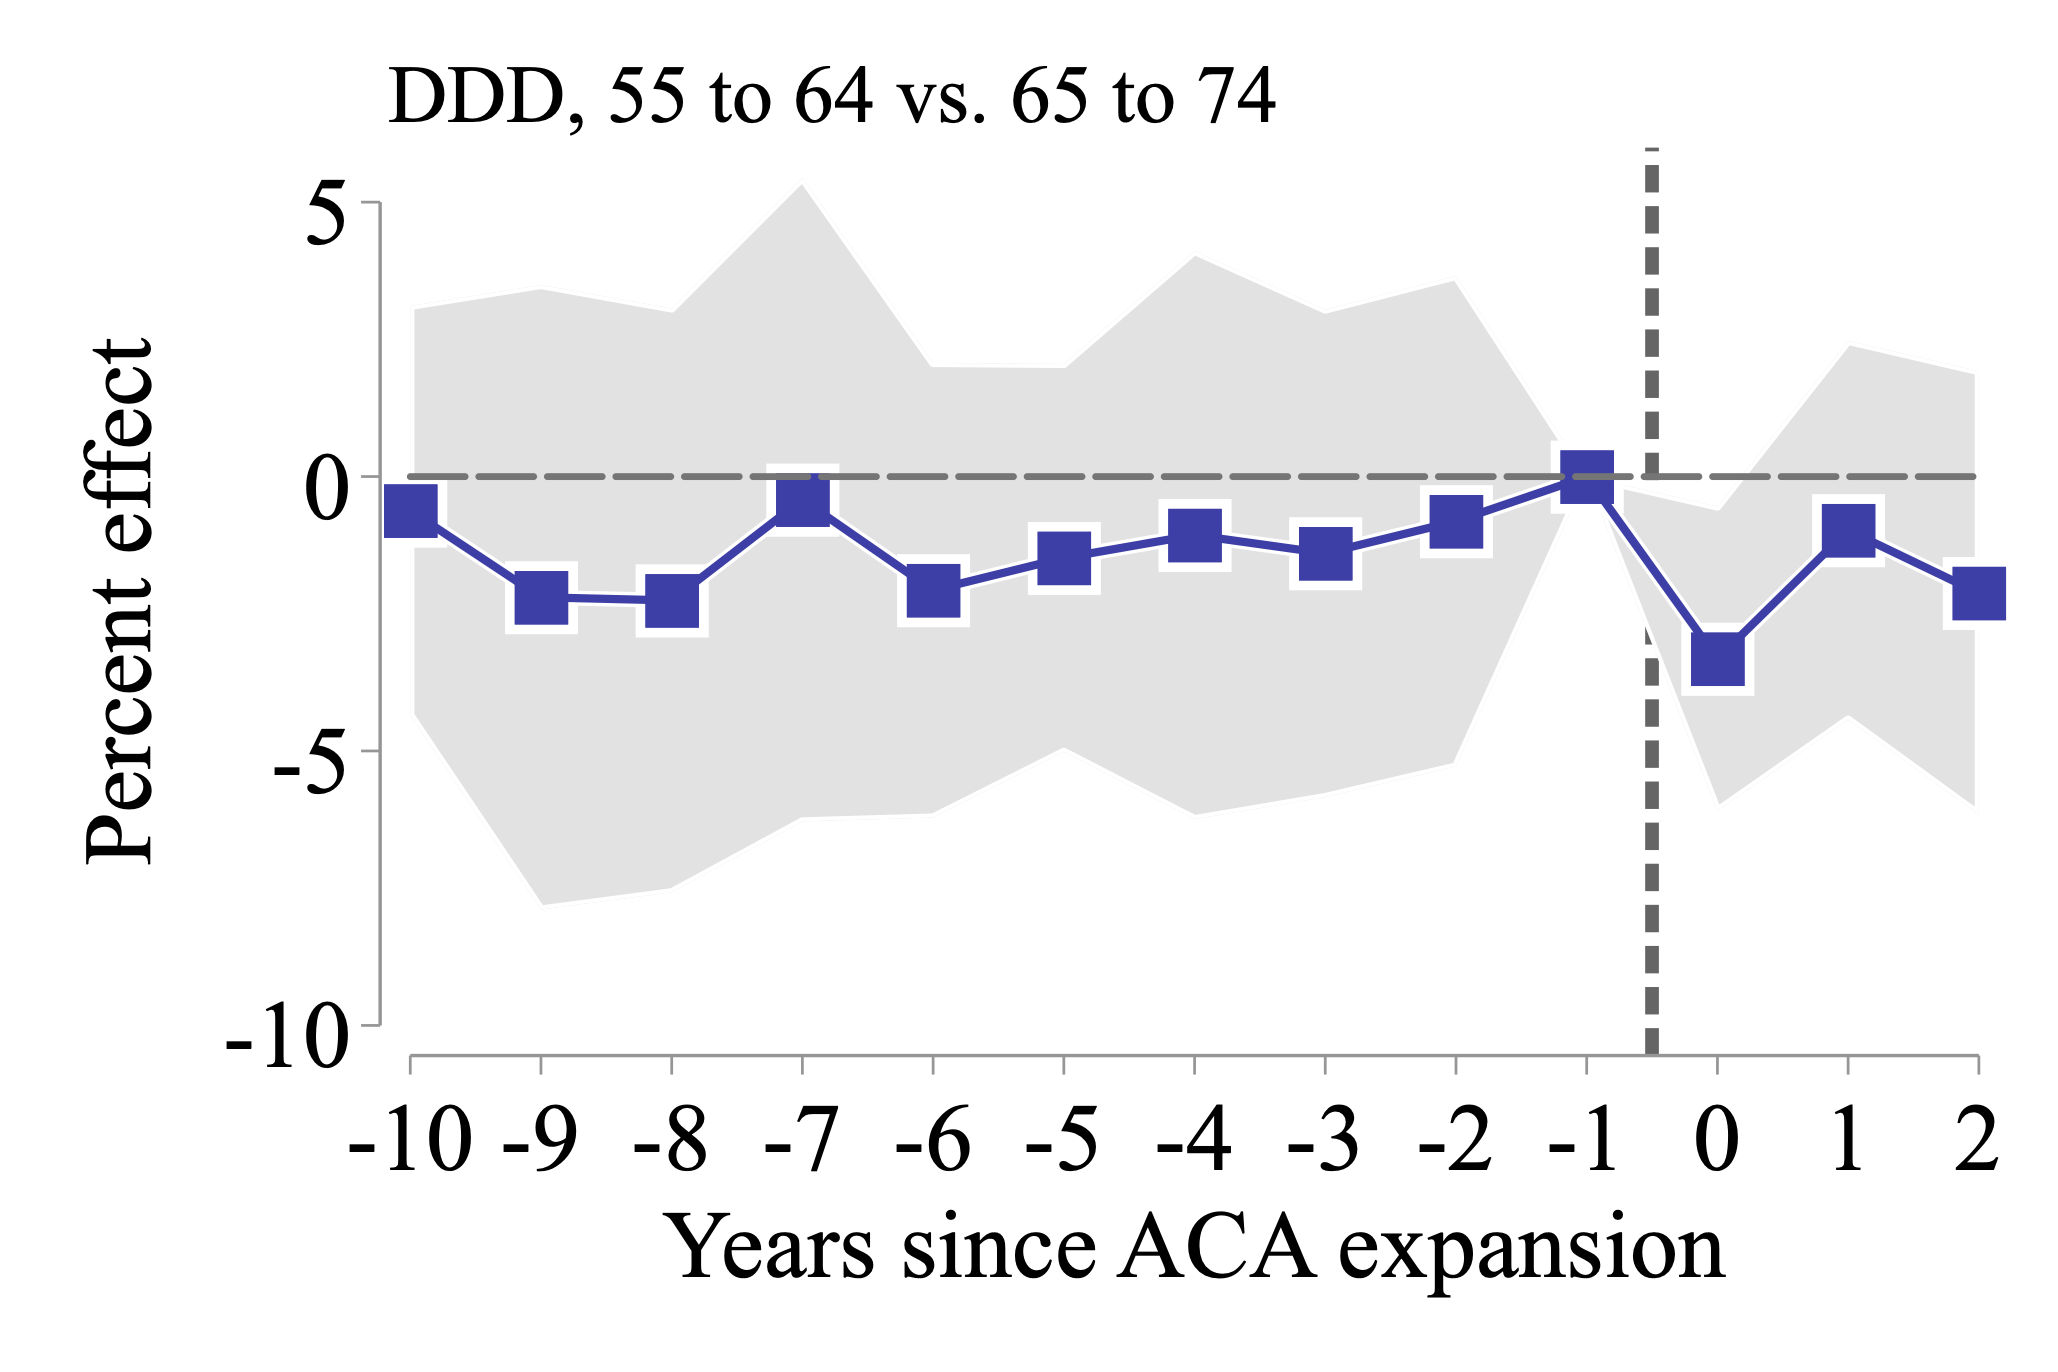 DDD, 55 to 64 vs. 65 to 74
5
0
-5
-10
Percent effect
-10 -9 -8 -7 -6 -5 -4 -3 -2 -1 0 1 2
Years since ACA expansion